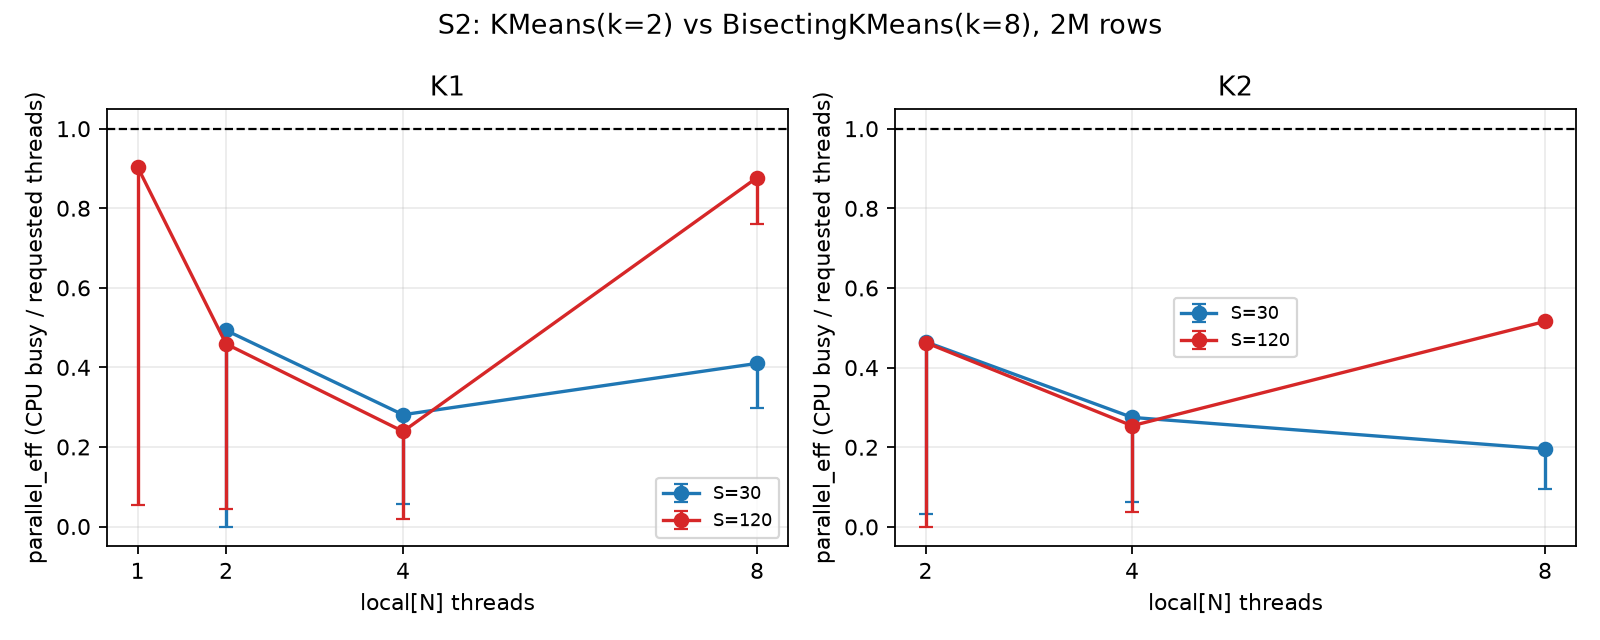 S2: KMeans(k=2) vs BisectingKMeans(k=8), 2M rows
K1
parallel_eff (CPU busy / requested threads)
1.0
0.8
0.6
0.4
0.2
0.0
S=30
S=120
1 2 4 8
local[N] threads
K2
parallel_eff (CPU busy / requested threads)
1.0
0.8
0.6
0.4
0.2
0.0
S=30
S=120
2 4 8
local[N] threads